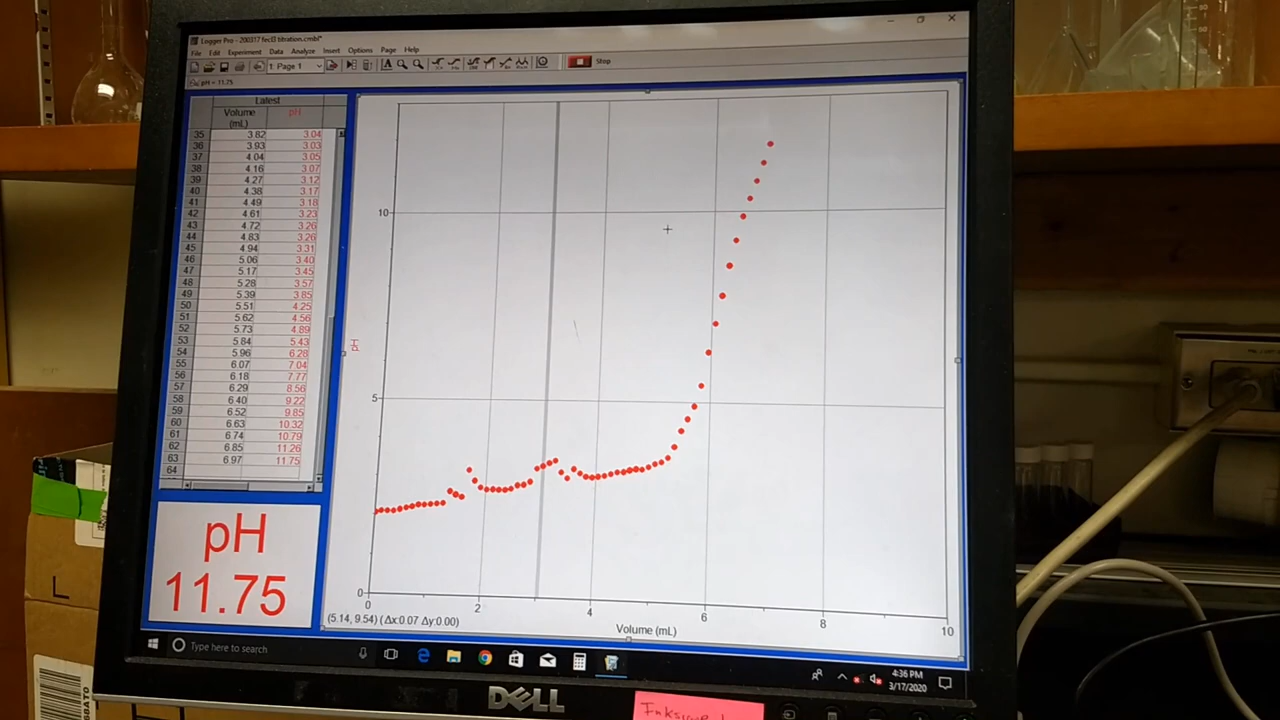 Logger Pro - 200317 fecl3 titration.cmbl*
File Edit Experiment Data Analyze Insert Options Page Help
1: Page 1
Stop
pH = 11.75
Latest
Volume pH
(mL)
35 3.82 3.04
36 3.93 3.03
37 4.04 3.05
38 4.16 3.07
39 4.27 3.12
40 4.38 3.17
41 4.49 3.18
42 4.61 3.23
43 4.72 3.26
44 4.83 3.26
45 4.94 3.31
46 5.06 3.40
47 5.17 3.45
48 5.28 3.57
49 5.39 3.85
50 5.51 4.25
51 5.62 4.56
52 5.73 4.89
53 5.84 5.43
54 5.96 6.28
55 6.07 7.04
56 6.18 7.77
57 6.29 8.56
58 6.40 9.22
59 6.52 9.85
60 6.63 10.32
61 6.74 10.79
62 6.85 11.26
63 6.97 11.75
64
pH
11.75
10
5
0
pH
0 2 4 6 8 10
(5.14, 9.54) (Δx:0.07 Δy:0.00)
Volume (mL)
Type here to search
4:36 PM
3/17/2020
DELL
L